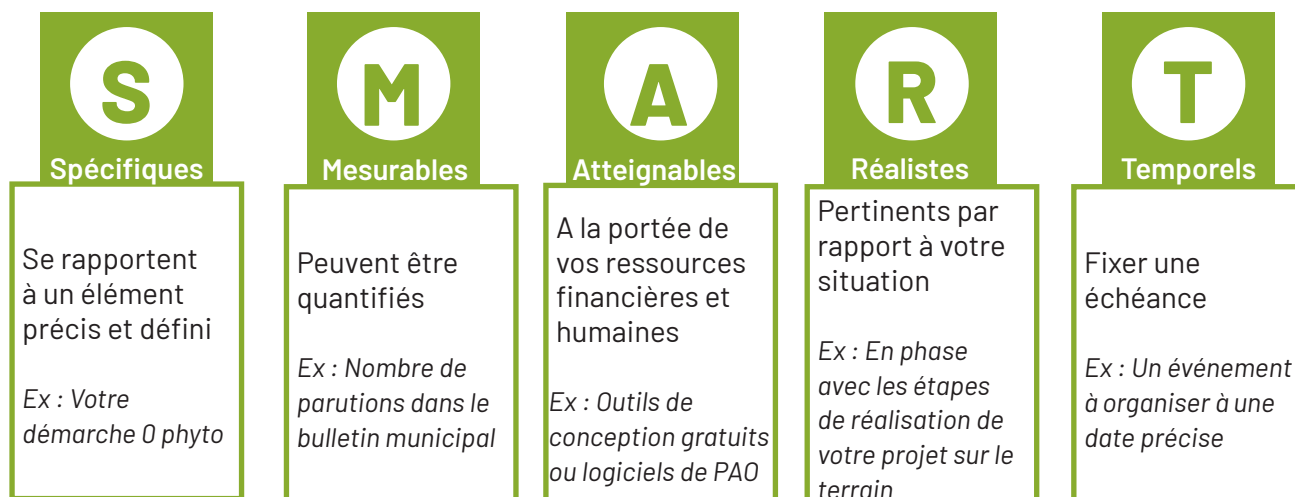 S
Spécifiques
Se rapportent
à un élément
précis et défini
Ex : Votre
démarche 0 phyto
M
Mesurables
Peuvent être
quantifiés
Ex : Nombre de
parutions dans le
bulletin municipal
A
Atteignables
A la portée de
vos ressources
financières et
humaines
Ex : Outils de
conception gratuits
ou logiciels de PAO
R
Réalistes
Pertinents par
rapport à votre
situation
Ex : En phase
avec les étapes
de réalisation de
votre projet sur le
terrain
T
Temporels
Fixer une
échéance
Ex : Un événement
à organiser à une
date précise